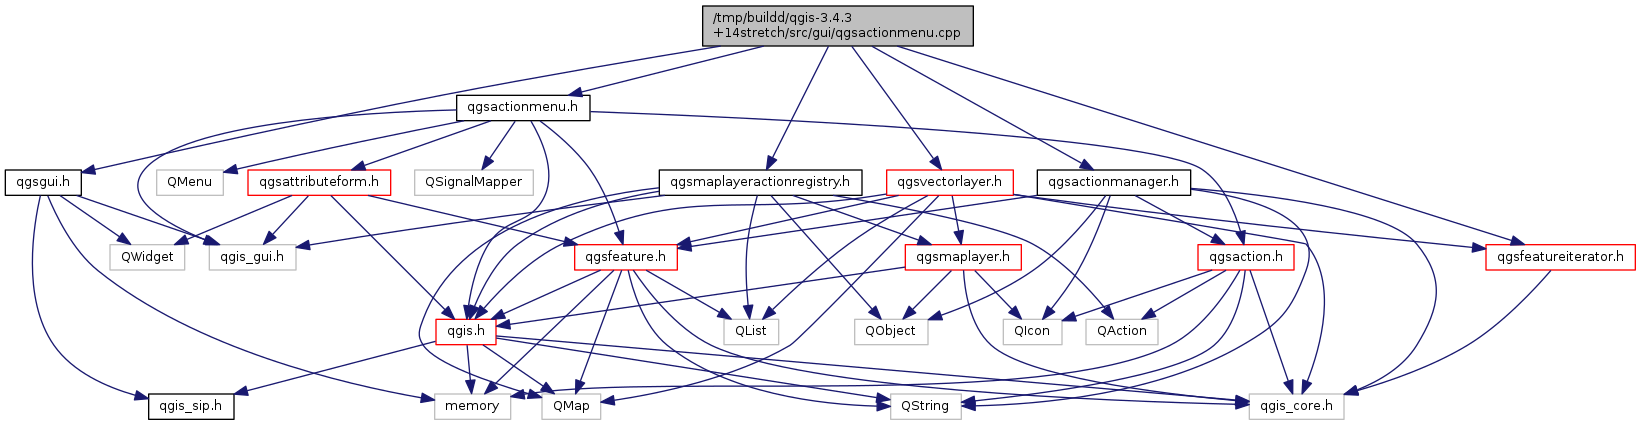 /tmp/buildd/qgis-3.4.3
+14stretch/src/gui/qgsactionmenu.cpp
qgsactionmenu.h
qgsgui.h
QMenu
qgsattributeform.h
QSignalMapper
qgsmaplayeractionregistry.h
qgsvectorlayer.h
qgsactionmanager.h
QWidget
qgis_gui.h
qgsfeature.h
qgsmaplayer.h
qgsaction.h
qgsfeatureiterator.h
qgis.h
QList
QObject
QIcon
QAction
qgis_sip.h
memory
QMap
QString
qgis_core.h